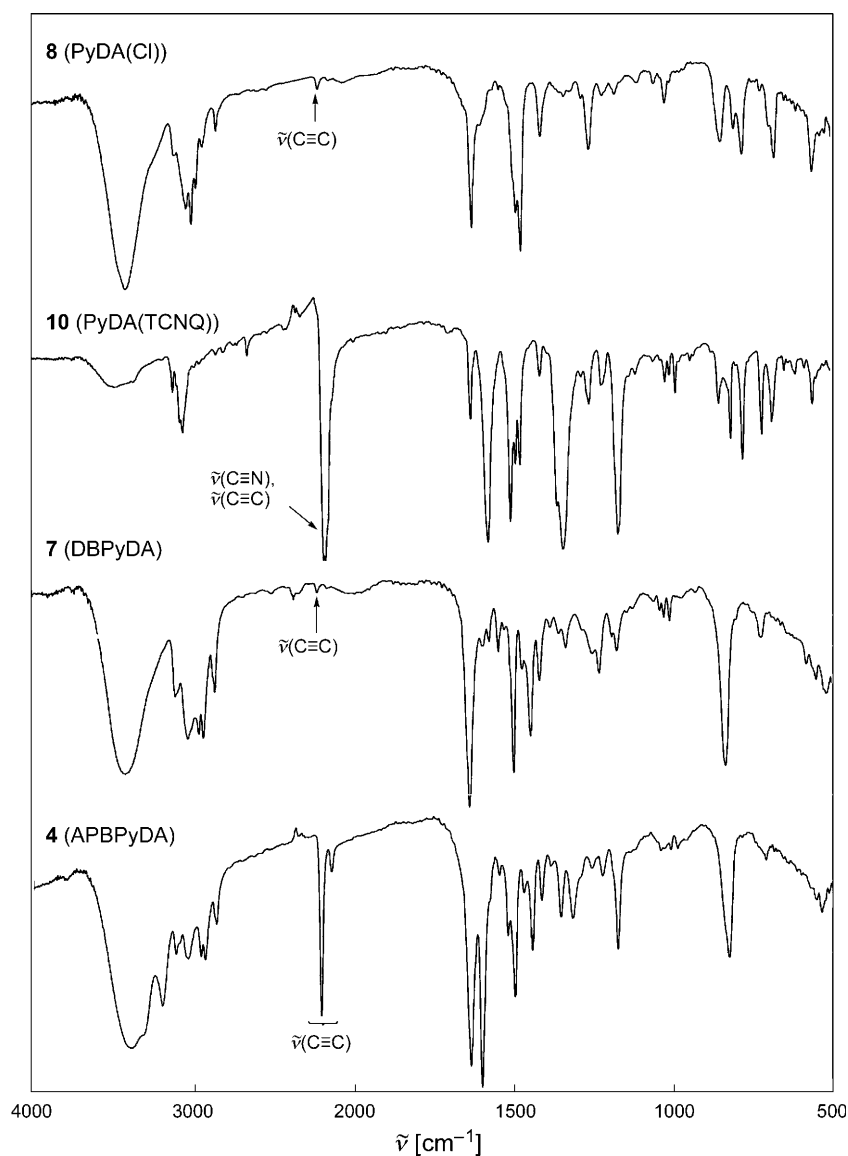 8 (PyDA(Cl))
ṽ(C≡C)
10 (PyDA(TCNQ))
ṽ(C≡N),
ṽ(C≡C)
7 (DBPyDA)
ṽ(C≡C)
4 (APBPyDA)
ṽ(C≡C)
4000 3000 2000 1500 1000 500
ṽ [cm⁻¹]